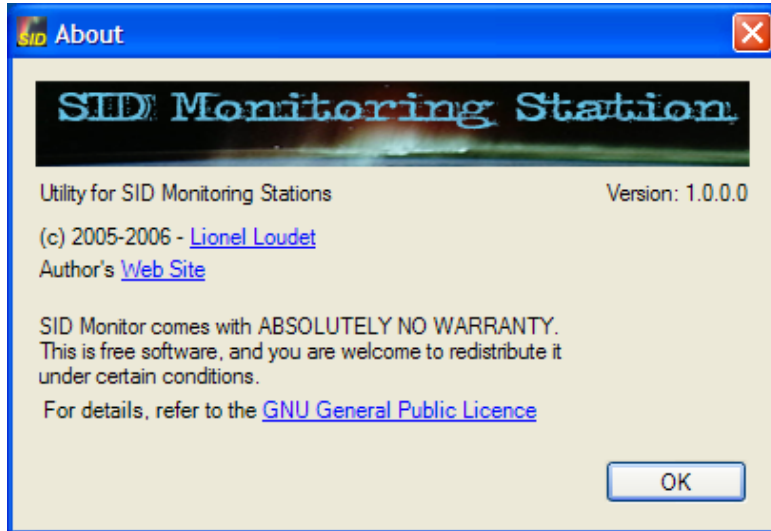 SID About
SID Monitoring Station
Utility for SID Monitoring Stations Version: 1.0.0.0
(c) 2005-2006 - Lionel Loudet
Author's Web Site
SID Monitor comes with ABSOLUTELY NO WARRANTY.
This is free software, and you are welcome to redistribute it
under certain conditions.
For details, refer to the GNU General Public Licence
OK